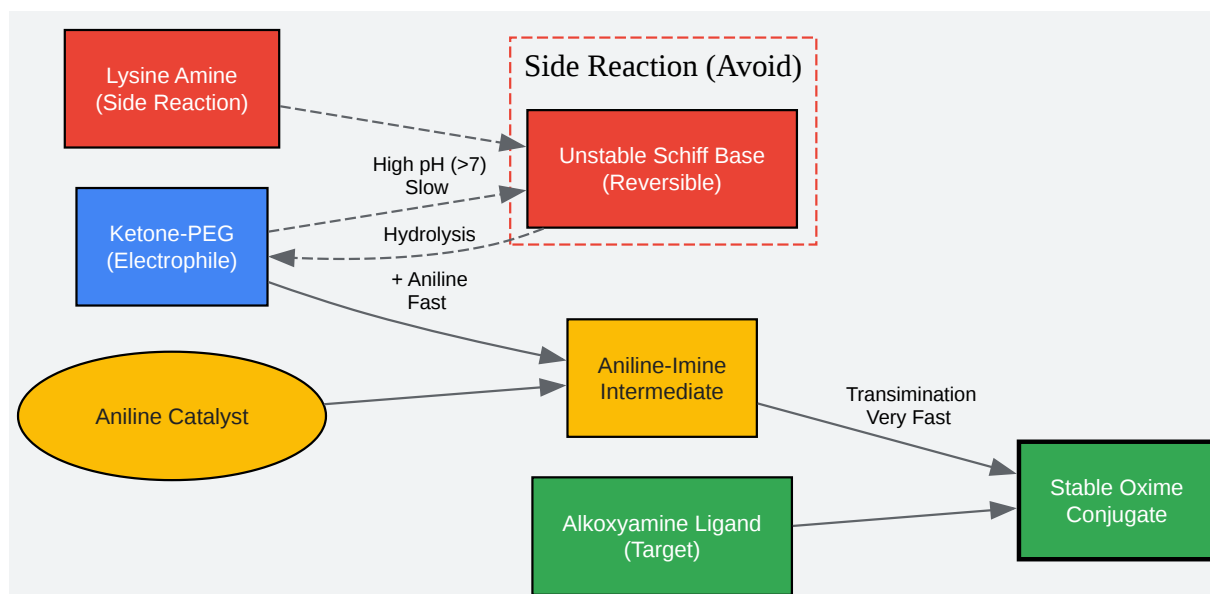 Lysine Amine
(Side Reaction)
Side Reaction (Avoid)
Unstable Schiff Base
(Reversible)
High pH (>7)
Slow
Ketone-PEG
(Electrophile)
Hydrolysis
+ Aniline
Fast
Aniline-Imine
Intermediate
Aniline Catalyst
Transimination
Very Fast
Alkoxyamine Ligand
(Target)
Stable Oxime
Conjugate